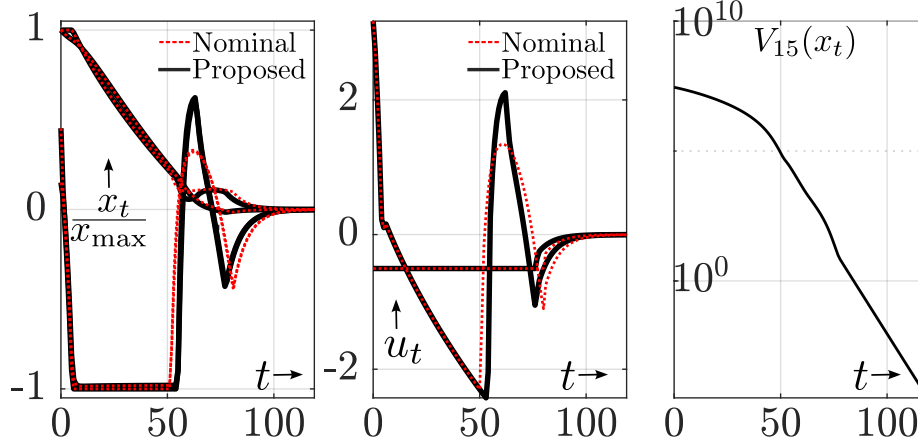 1
0
-1
0
50
100
Nominal
Proposed
x_t
x_max
t
2
0
-2
0
50
100
Nominal
Proposed
u_t
t
10^10
10^0
0
50
100
V_15(x_t)
t